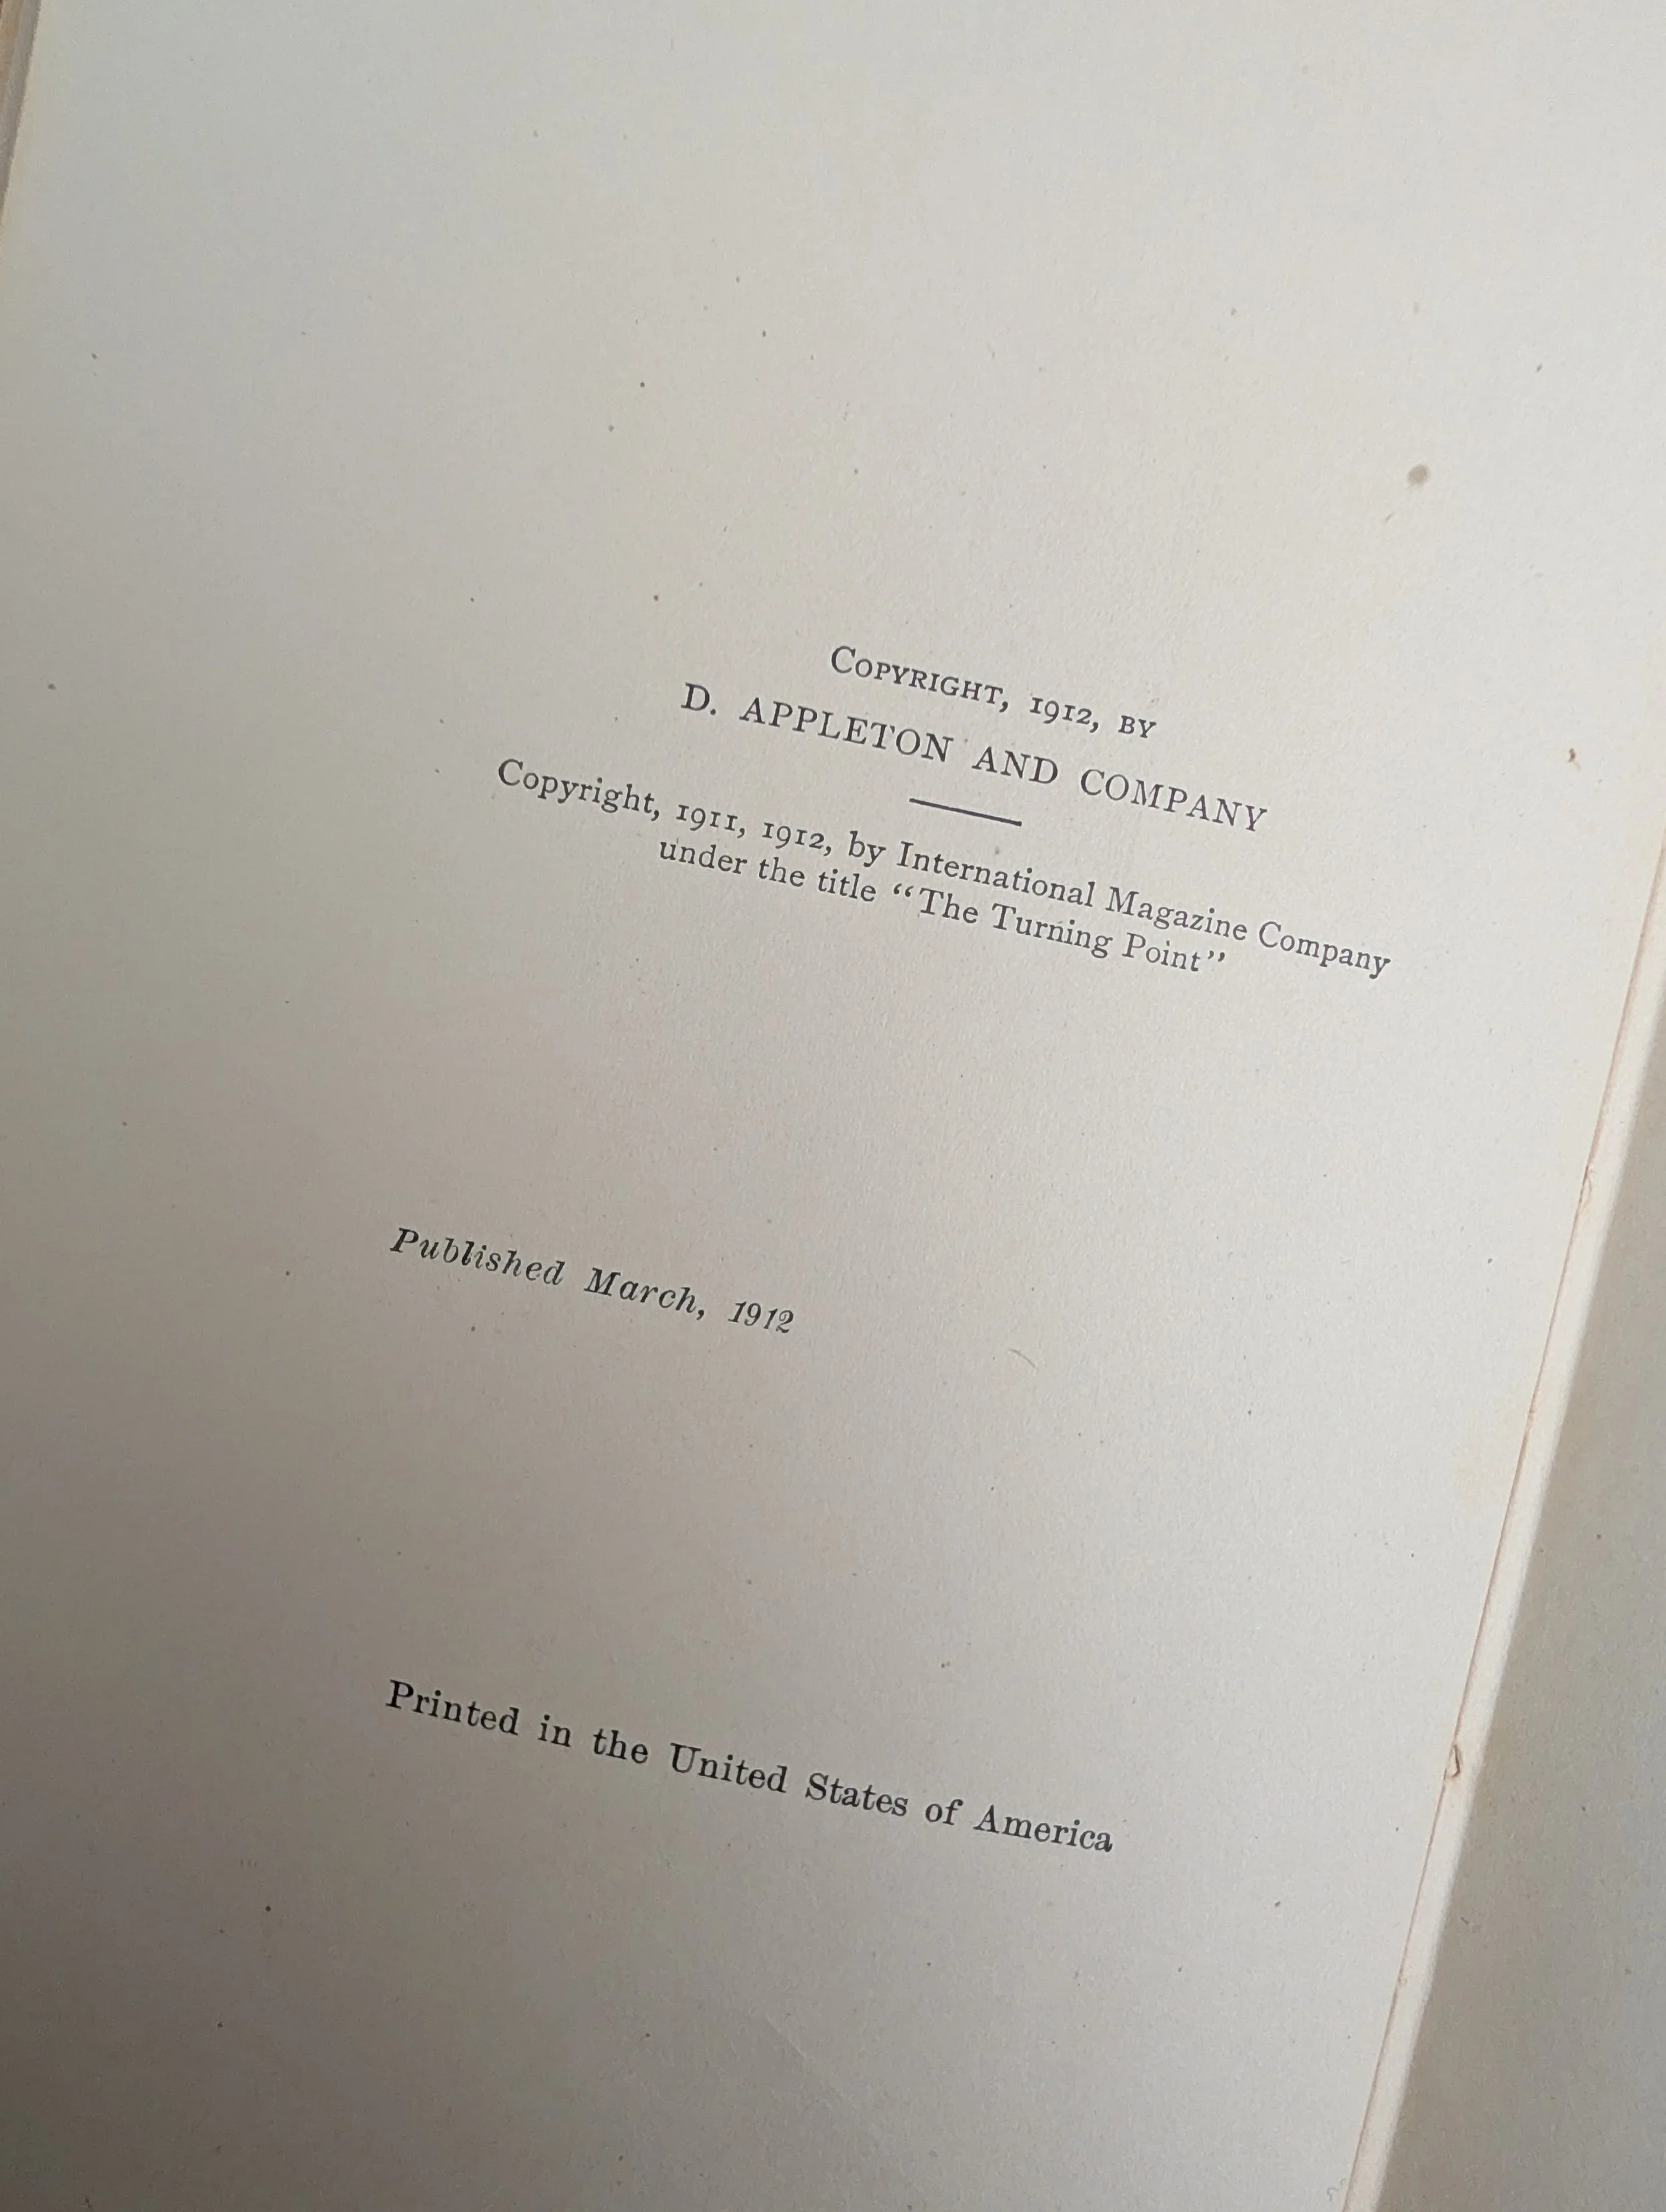 COPYRIGHT, 1912, BY
D. APPLETON AND COMPANY
Copyright, 1911, 1912, by International Magazine Company
under the title “The Turning Point”
Published March, 1912
Printed in the United States of America